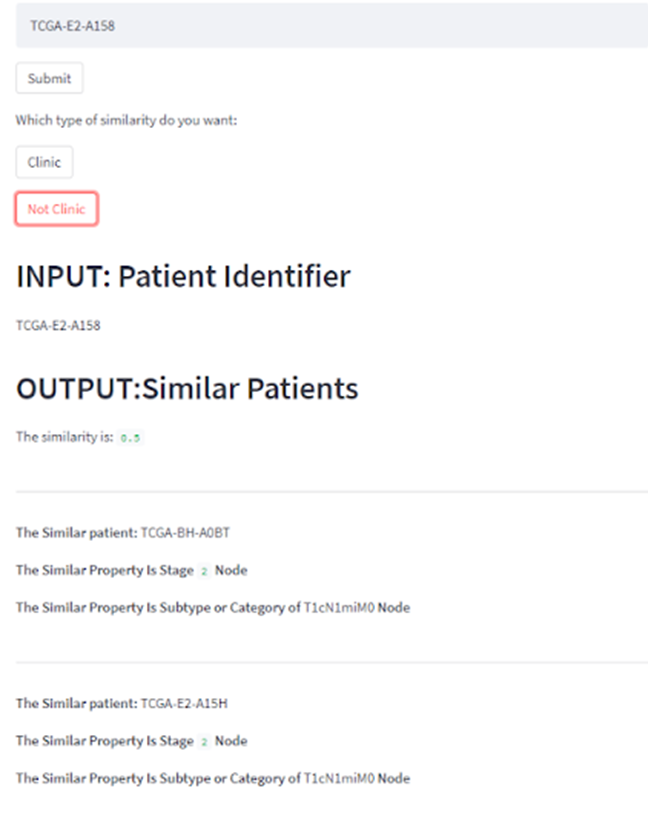 TCGA-E2-A158
Submit
Which type of similarity do you want:
Clinic
Not Clinic
INPUT: Patient Identifier
TCGA-E2-A158
OUTPUT:Similar Patients
The similarity is: 0.5
The Similar patient: TCGA-BH-A0BT
The Similar Property Is Stage 2 Node
The Similar Property Is Subtype or Category of T1cN1miM0 Node
The Similar patient: TCGA-E2-A15H
The Similar Property Is Stage 2 Node
The Similar Property Is Subtype or Category of T1cN1miM0 Node